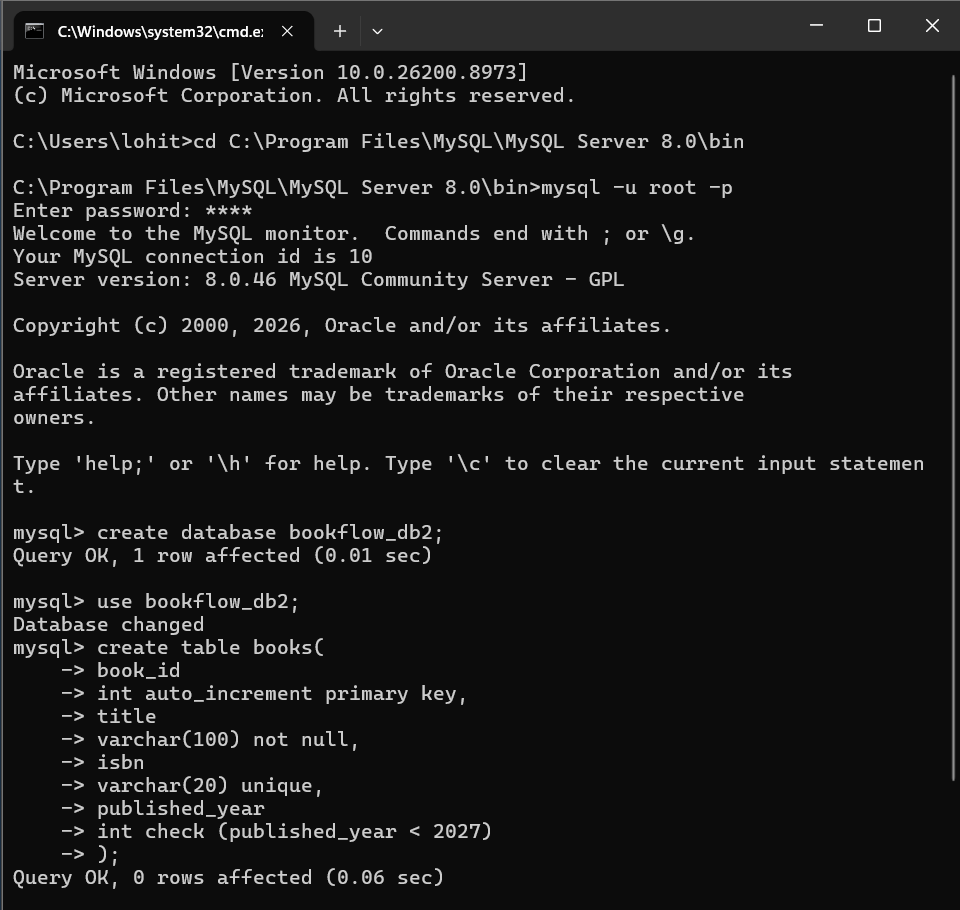 C:\Windows\system32\cmd.e
Microsoft Windows [Version 10.0.26200.8973]
(c) Microsoft Corporation. All rights reserved.
C:\Users\lohit>cd C:\Program Files\MySQL\MySQL Server 8.0\bin
C:\Program Files\MySQL\MySQL Server 8.0\bin>mysql -u root -p
Enter password: ****
Welcome to the MySQL monitor.  Commands end with ; or \g.
Your MySQL connection id is 10
Server version: 8.0.46 MySQL Community Server - GPL
Copyright (c) 2000, 2026, Oracle and/or its affiliates.
Oracle is a registered trademark of Oracle Corporation and/or its
affiliates. Other names may be trademarks of their respective
owners.
Type 'help;' or '\h' for help. Type '\c' to clear the current input statemen
t.
mysql> create database bookflow_db2;
Query OK, 1 row affected (0.01 sec)
mysql> use bookflow_db2;
Database changed
mysql> create table books(
    -> book_id
    -> int auto_increment primary key,
    -> title
    -> varchar(100) not null,
    -> isbn
    -> varchar(20) unique,
    -> published_year
    -> int check (published_year < 2027)
    -> );
Query OK, 0 rows affected (0.06 sec)